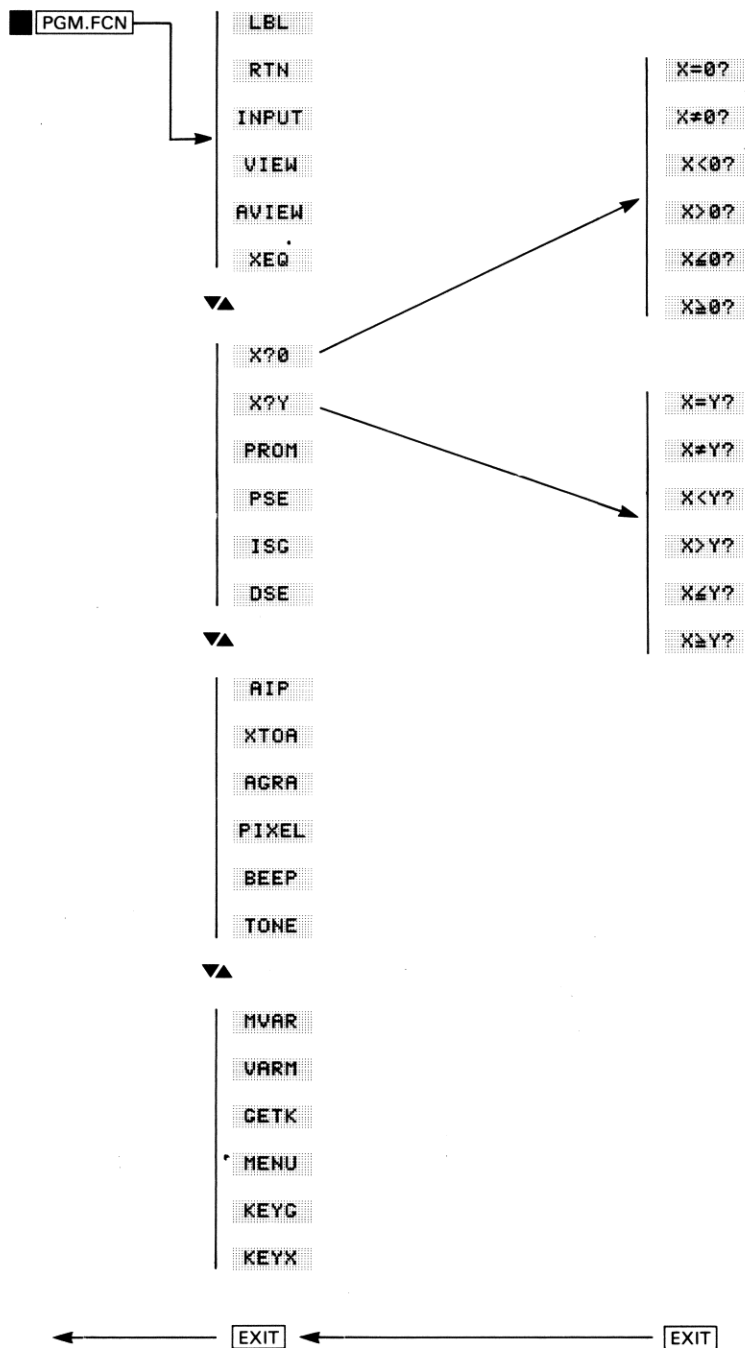 PGM.FCN
LBL
RTN
INPUT
VIEW
AVIEW
XEQ
X?0
X?Y
PROM
PSE
ISG
DSE
AIP
XTOA
AGRA
PIXEL
BEEP
TONE
MVAR
VARM
GETK
MENU
KEYG
KEYX
X=0?
X≠0?
X<0?
X>0?
X≤0?
X≥0?
X=Y?
X≠Y?
X<Y?
X>Y?
X≤Y?
X≥Y?
EXIT
EXIT